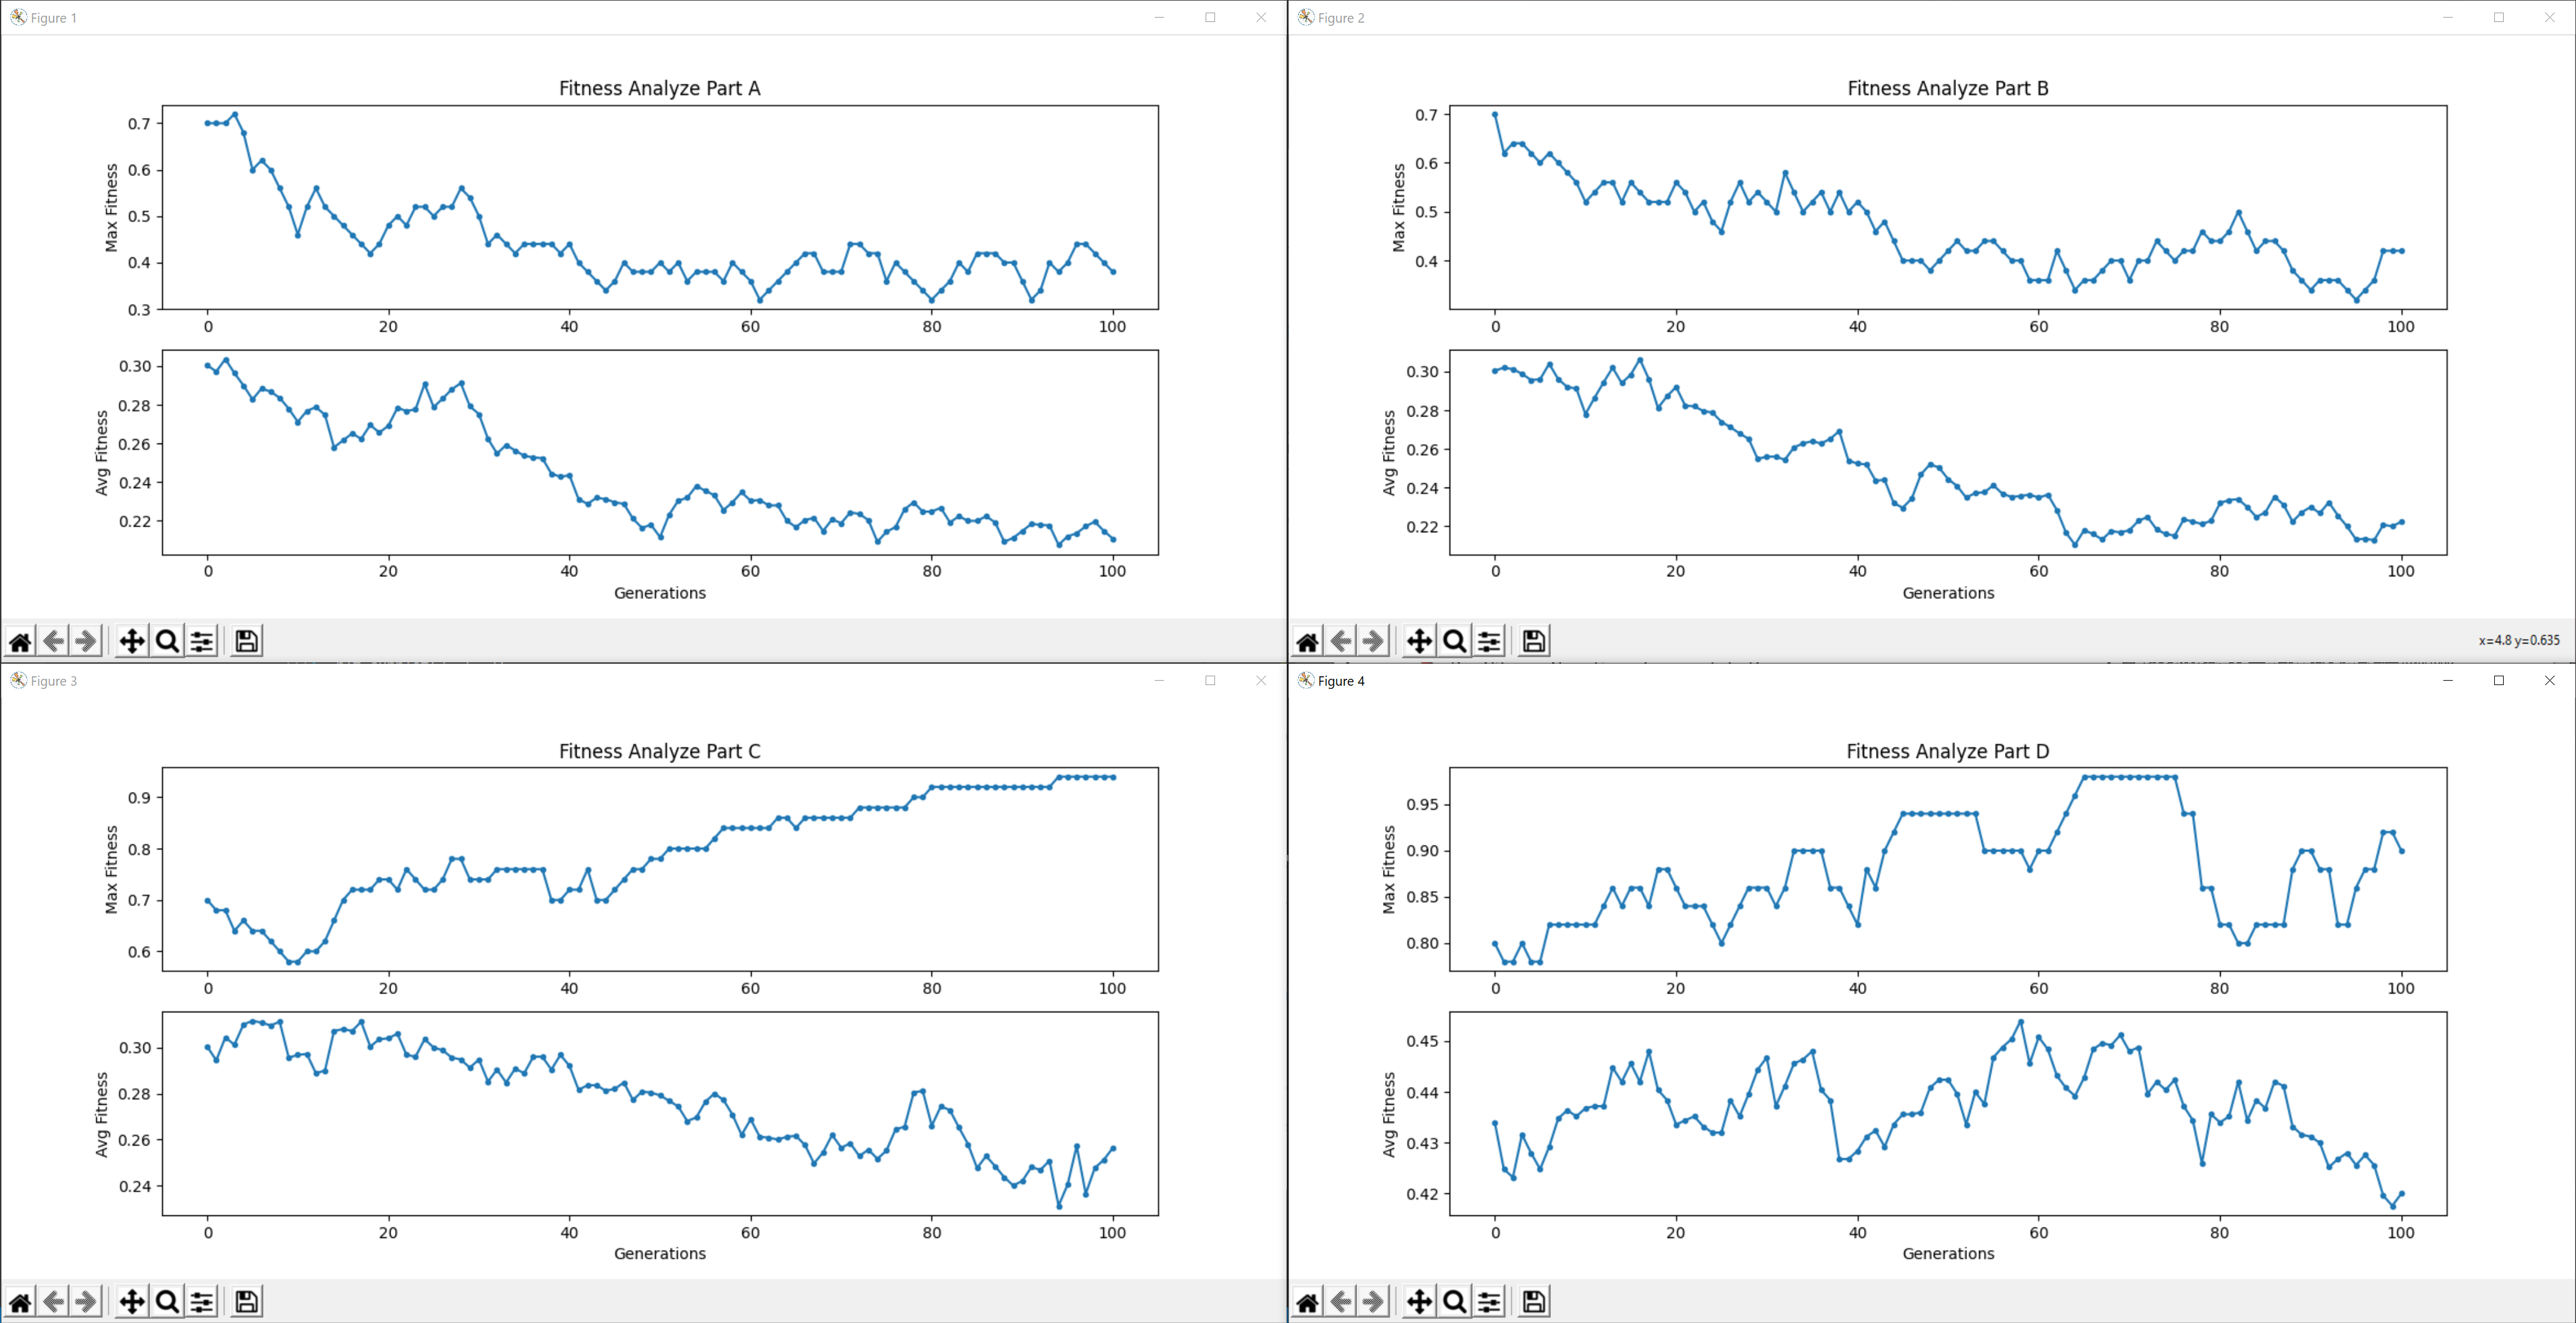 Figure 1
Fitness Analyze Part A
Max Fitness
0.7
0.6
0.5
0.4
0.3
0 20 40 60 80 100
Avg Fitness
0.30
0.28
0.26
0.24
0.22
0 20 40 60 80 100
Generations
Figure 2
Fitness Analyze Part B
Max Fitness
0.7
0.6
0.5
0.4
0 20 40 60 80 100
Avg Fitness
0.30
0.28
0.26
0.24
0.22
0 20 40 60 80 100
Generations
x=4.8 y=0.635
Figure 3
Fitness Analyze Part C
Max Fitness
0.9
0.8
0.7
0.6
0 20 40 60 80 100
Avg Fitness
0.30
0.28
0.26
0.24
0 20 40 60 80 100
Generations
Figure 4
Fitness Analyze Part D
Max Fitness
0.95
0.90
0.85
0.80
0 20 40 60 80 100
Avg Fitness
0.45
0.44
0.43
0.42
0 20 40 60 80 100
Generations